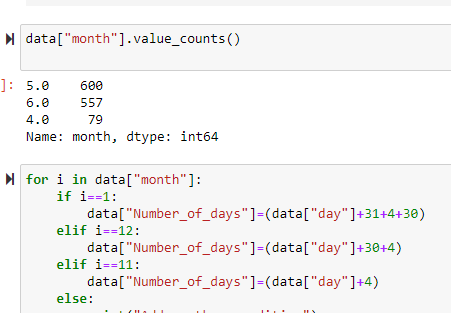 data["month"].value_counts()
]: 5.0    600
6.0    557
4.0     79
Name: month, dtype: int64
for i in data["month"]:
    if i==1:
        data["Number_of_days"]=(data["day"]+31+4+30)
    elif i==12:
        data["Number_of_days"]=(data["day"]+30+4)
    elif i==11:
        data["Number_of_days"]=(data["day"]+4)
    else: